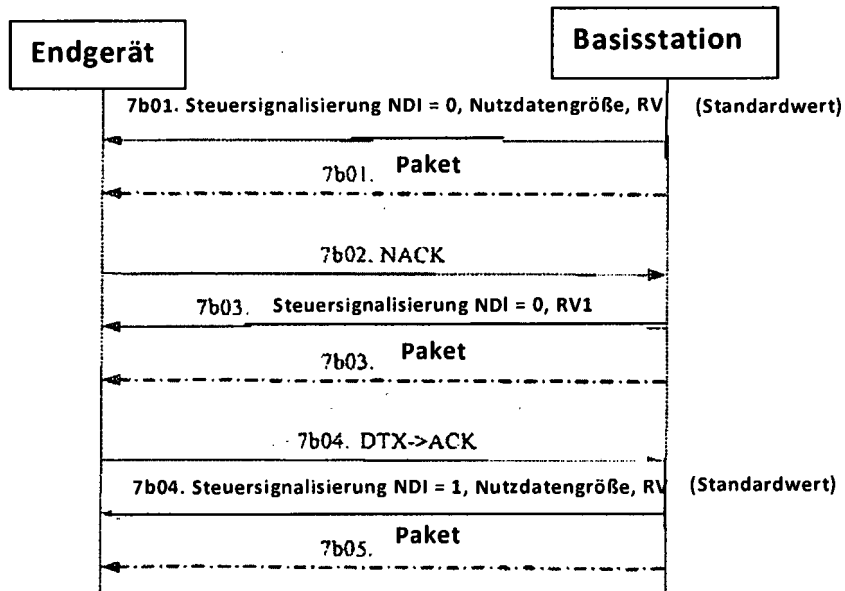 Endgerät
Basisstation
7b01. Steuersignalisierung NDI = 0, Nutzdatengröße, RV (Standardwert)
7b01. Paket
7b02. NACK
7b03. Steuersignalisierung NDI = 0, RV1
7b03. Paket
7b04. DTX->ACK
7b04. Steuersignalisierung NDI = 1, Nutzdatengröße, RV (Standardwert)
7b05. Paket